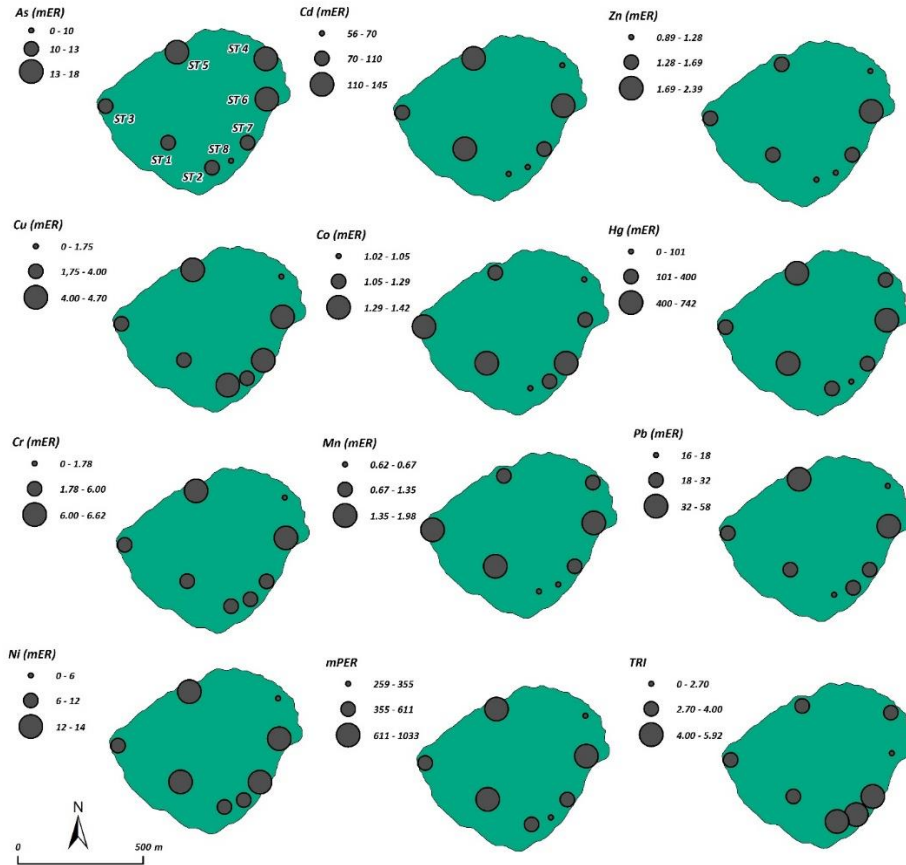 As (mER)
0 - 10
10 - 13
13 - 18
ST 5
ST 4
ST 6
ST 3
ST 7
ST 1
ST 8
ST 2
Cd (mER)
56 - 70
70 - 110
110 - 145
Zn (mER)
0.89 - 1.28
1.28 - 1.69
1.69 - 2.39
Cu (mER)
0 - 1.75
1,75 - 4.00
4.00 - 4.70
Co (mER)
1.02 - 1.05
1.05 - 1.29
1.29 - 1.42
Hg (mER)
0 - 101
101 - 400
400 - 742
Cr (mER)
0 - 1.78
1.78 - 6.00
6.00 - 6.62
Mn (mER)
0.62 - 0.67
0.67 - 1.35
1.35 - 1.98
Pb (mER)
16 - 18
18 - 32
32 - 58
Ni (mER)
0 - 6
6 - 12
12 - 14
mPER
259 - 355
355 - 611
611 - 1033
TRI
0 - 2.70
2.70 - 4.00
4.00 - 5.92
N
0 500 m